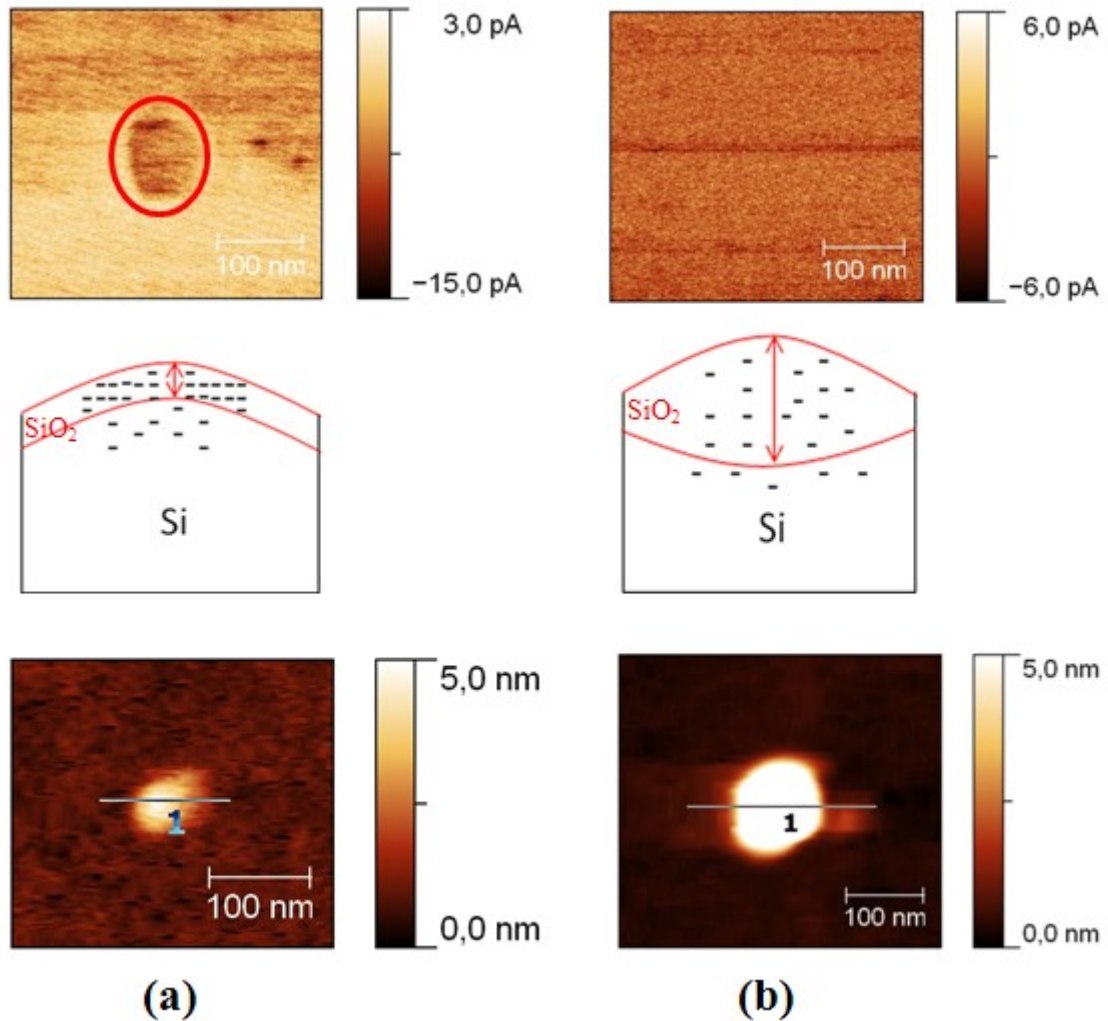 3,0 pA
100 nm
−15,0 pA
6,0 pA
100 nm
−6,0 pA
SiO2
Si
SiO2
Si
5,0 nm
1
100 nm
0,0 nm
5,0 nm
1
100 nm
0,0 nm
(a)
(b)